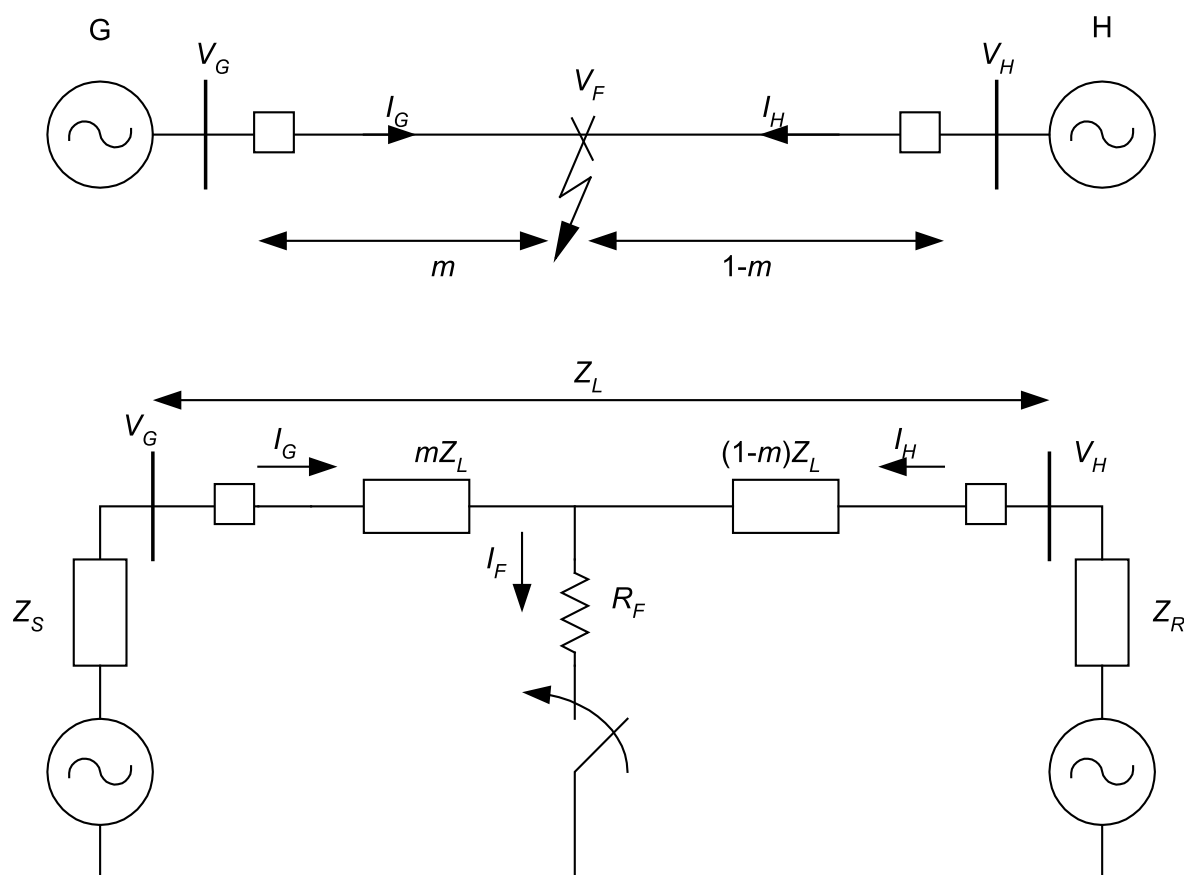 G
H
V_G
V_F
V_H
I_G
I_H
m
1-m
Z_L
V_G
I_G
mZ_L
(1-m)Z_L
I_H
V_H
I_F
R_F
Z_S
Z_R